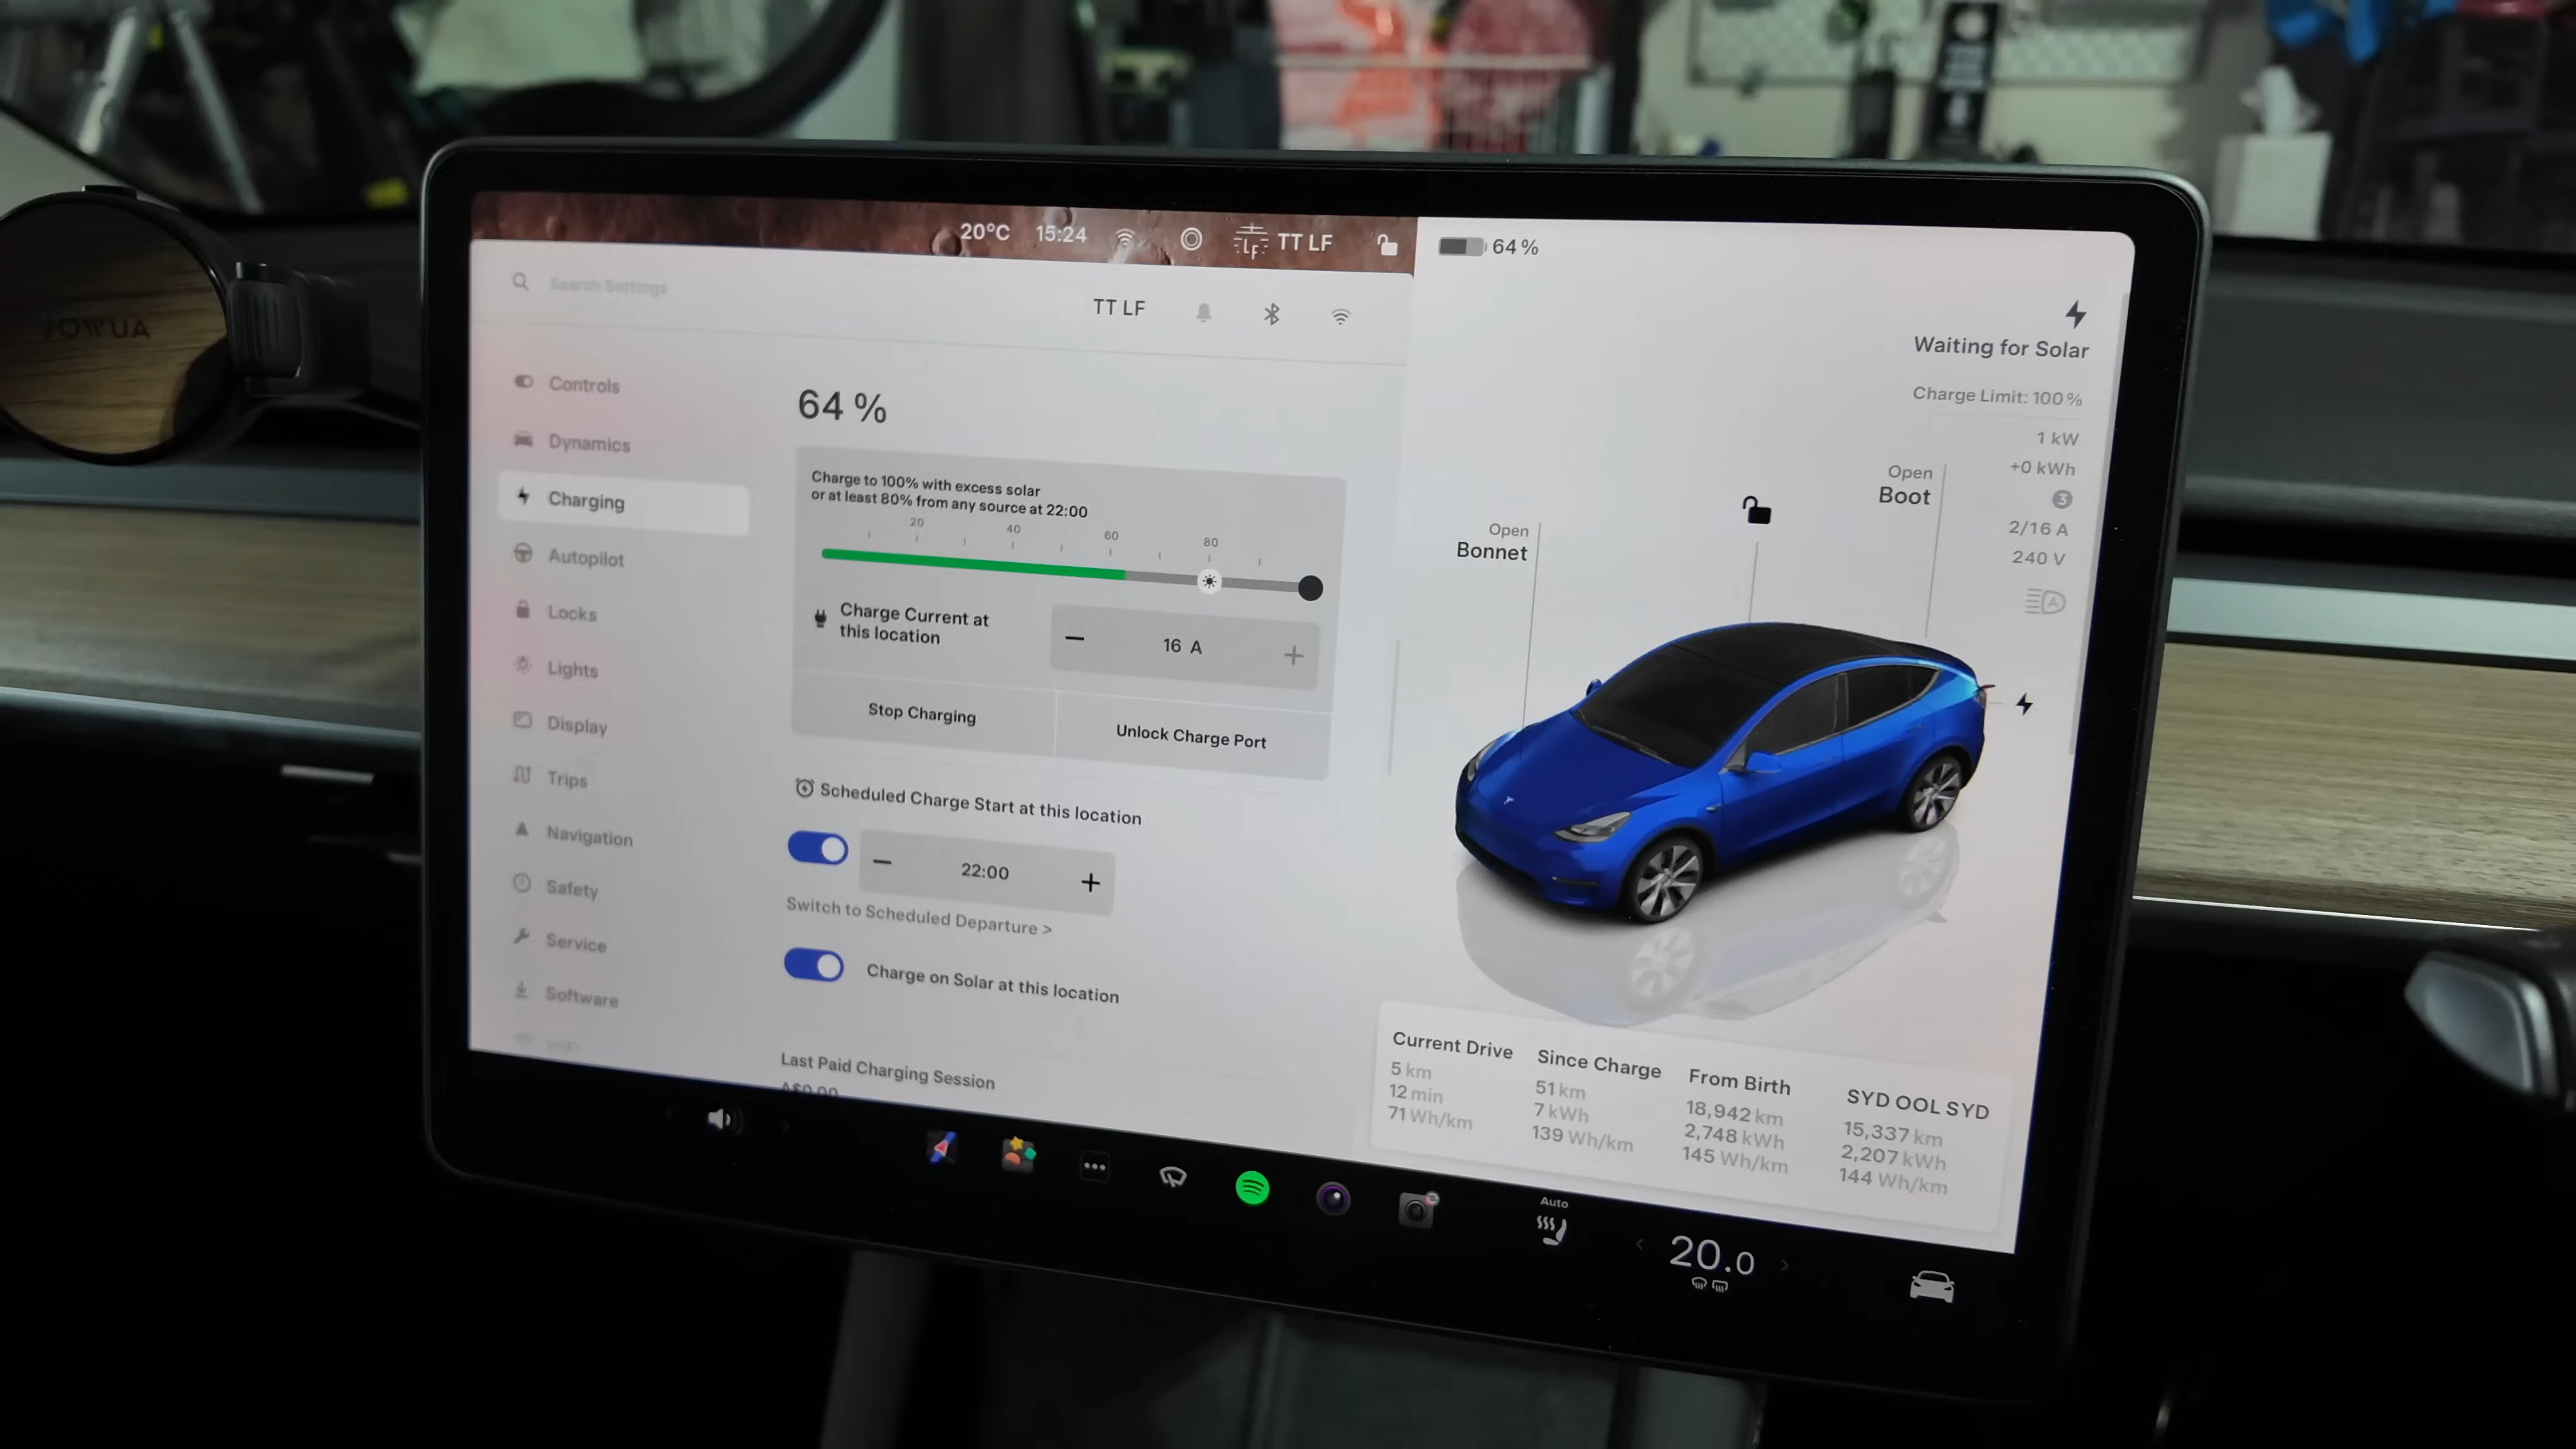 20°C 15:24 TT LF
Search Settings
TT LF
Controls
Dynamics
Charging
Autopilot
Locks
Lights
Display
Trips
Navigation
Safety
Service
Software
64 %
Charge to 100% with excess solar
or at least 80% from any source at 22:00
20 40 60 80
Charge Current at
this location
16 A
Stop Charging
Unlock Charge Port
Scheduled Charge Start at this location
22:00
Switch to Scheduled Departure >
Charge on Solar at this location
Last Paid Charging Session
64 %
Waiting for Solar
Charge Limit: 100 %
1 kW
+0 kWh
3
2/16 A
240 V
Open
Boot
Open
Bonnet
Current Drive
5 km
12 min
71 Wh/km
Since Charge
51 km
7 kWh
139 Wh/km
From Birth
18,942 km
2,748 kWh
145 Wh/km
SYD OOL SYD
15,337 km
2,207 kWh
144 Wh/km
Auto
20.0